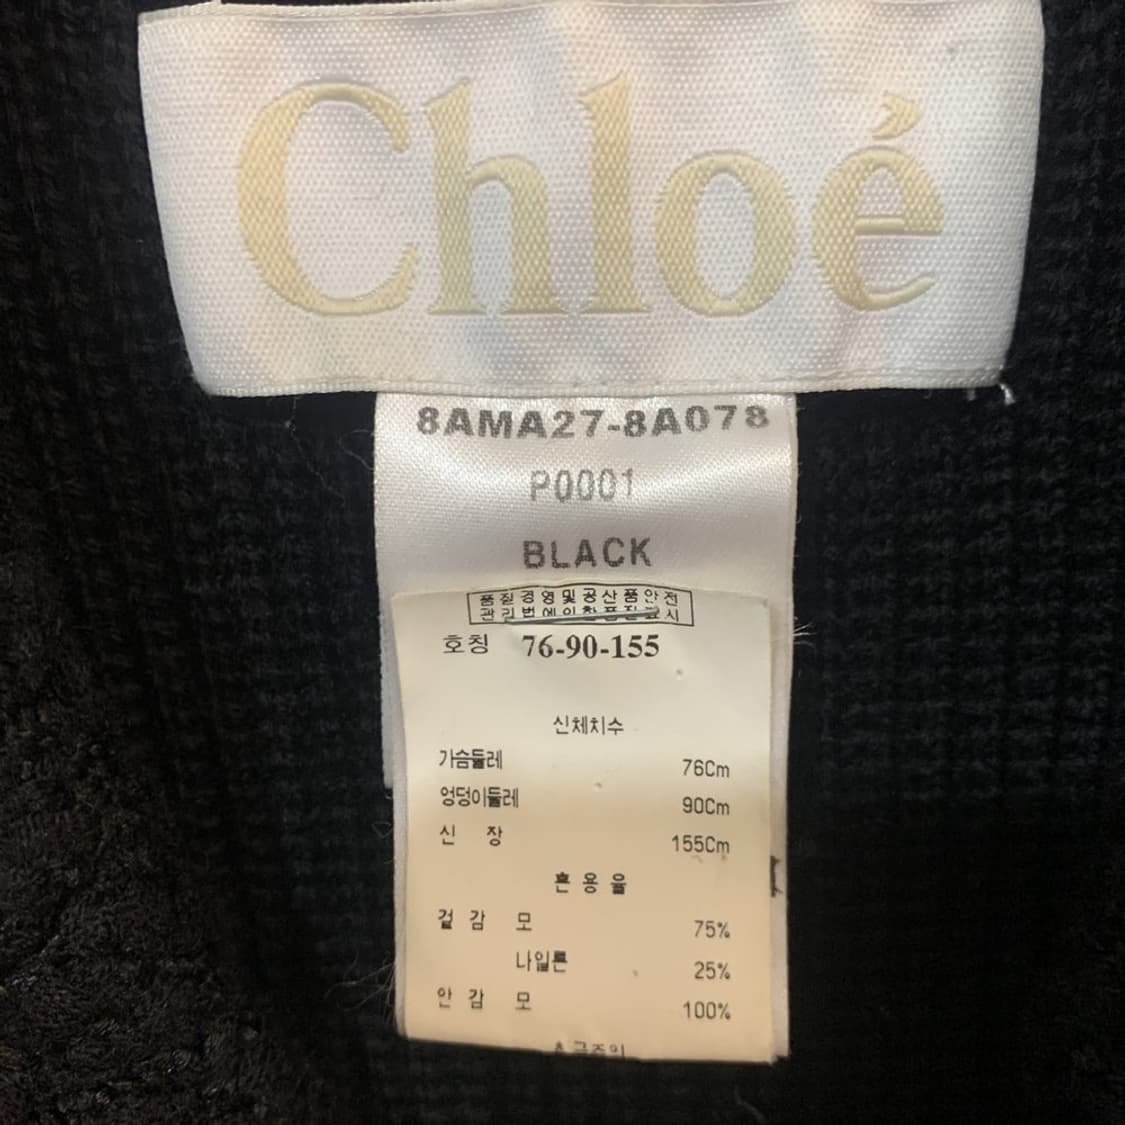 Chloé
8AMA27-8A078
P0001
BLACK
품질경영및공산품안전
관리법에의한품질표시
호칭 76-90-155
신체치수
가슴둘레 76Cm
엉덩이둘레 90Cm
신 장 155Cm
혼용율
겉감 모 75%
나일론 25%
안감 모 100%